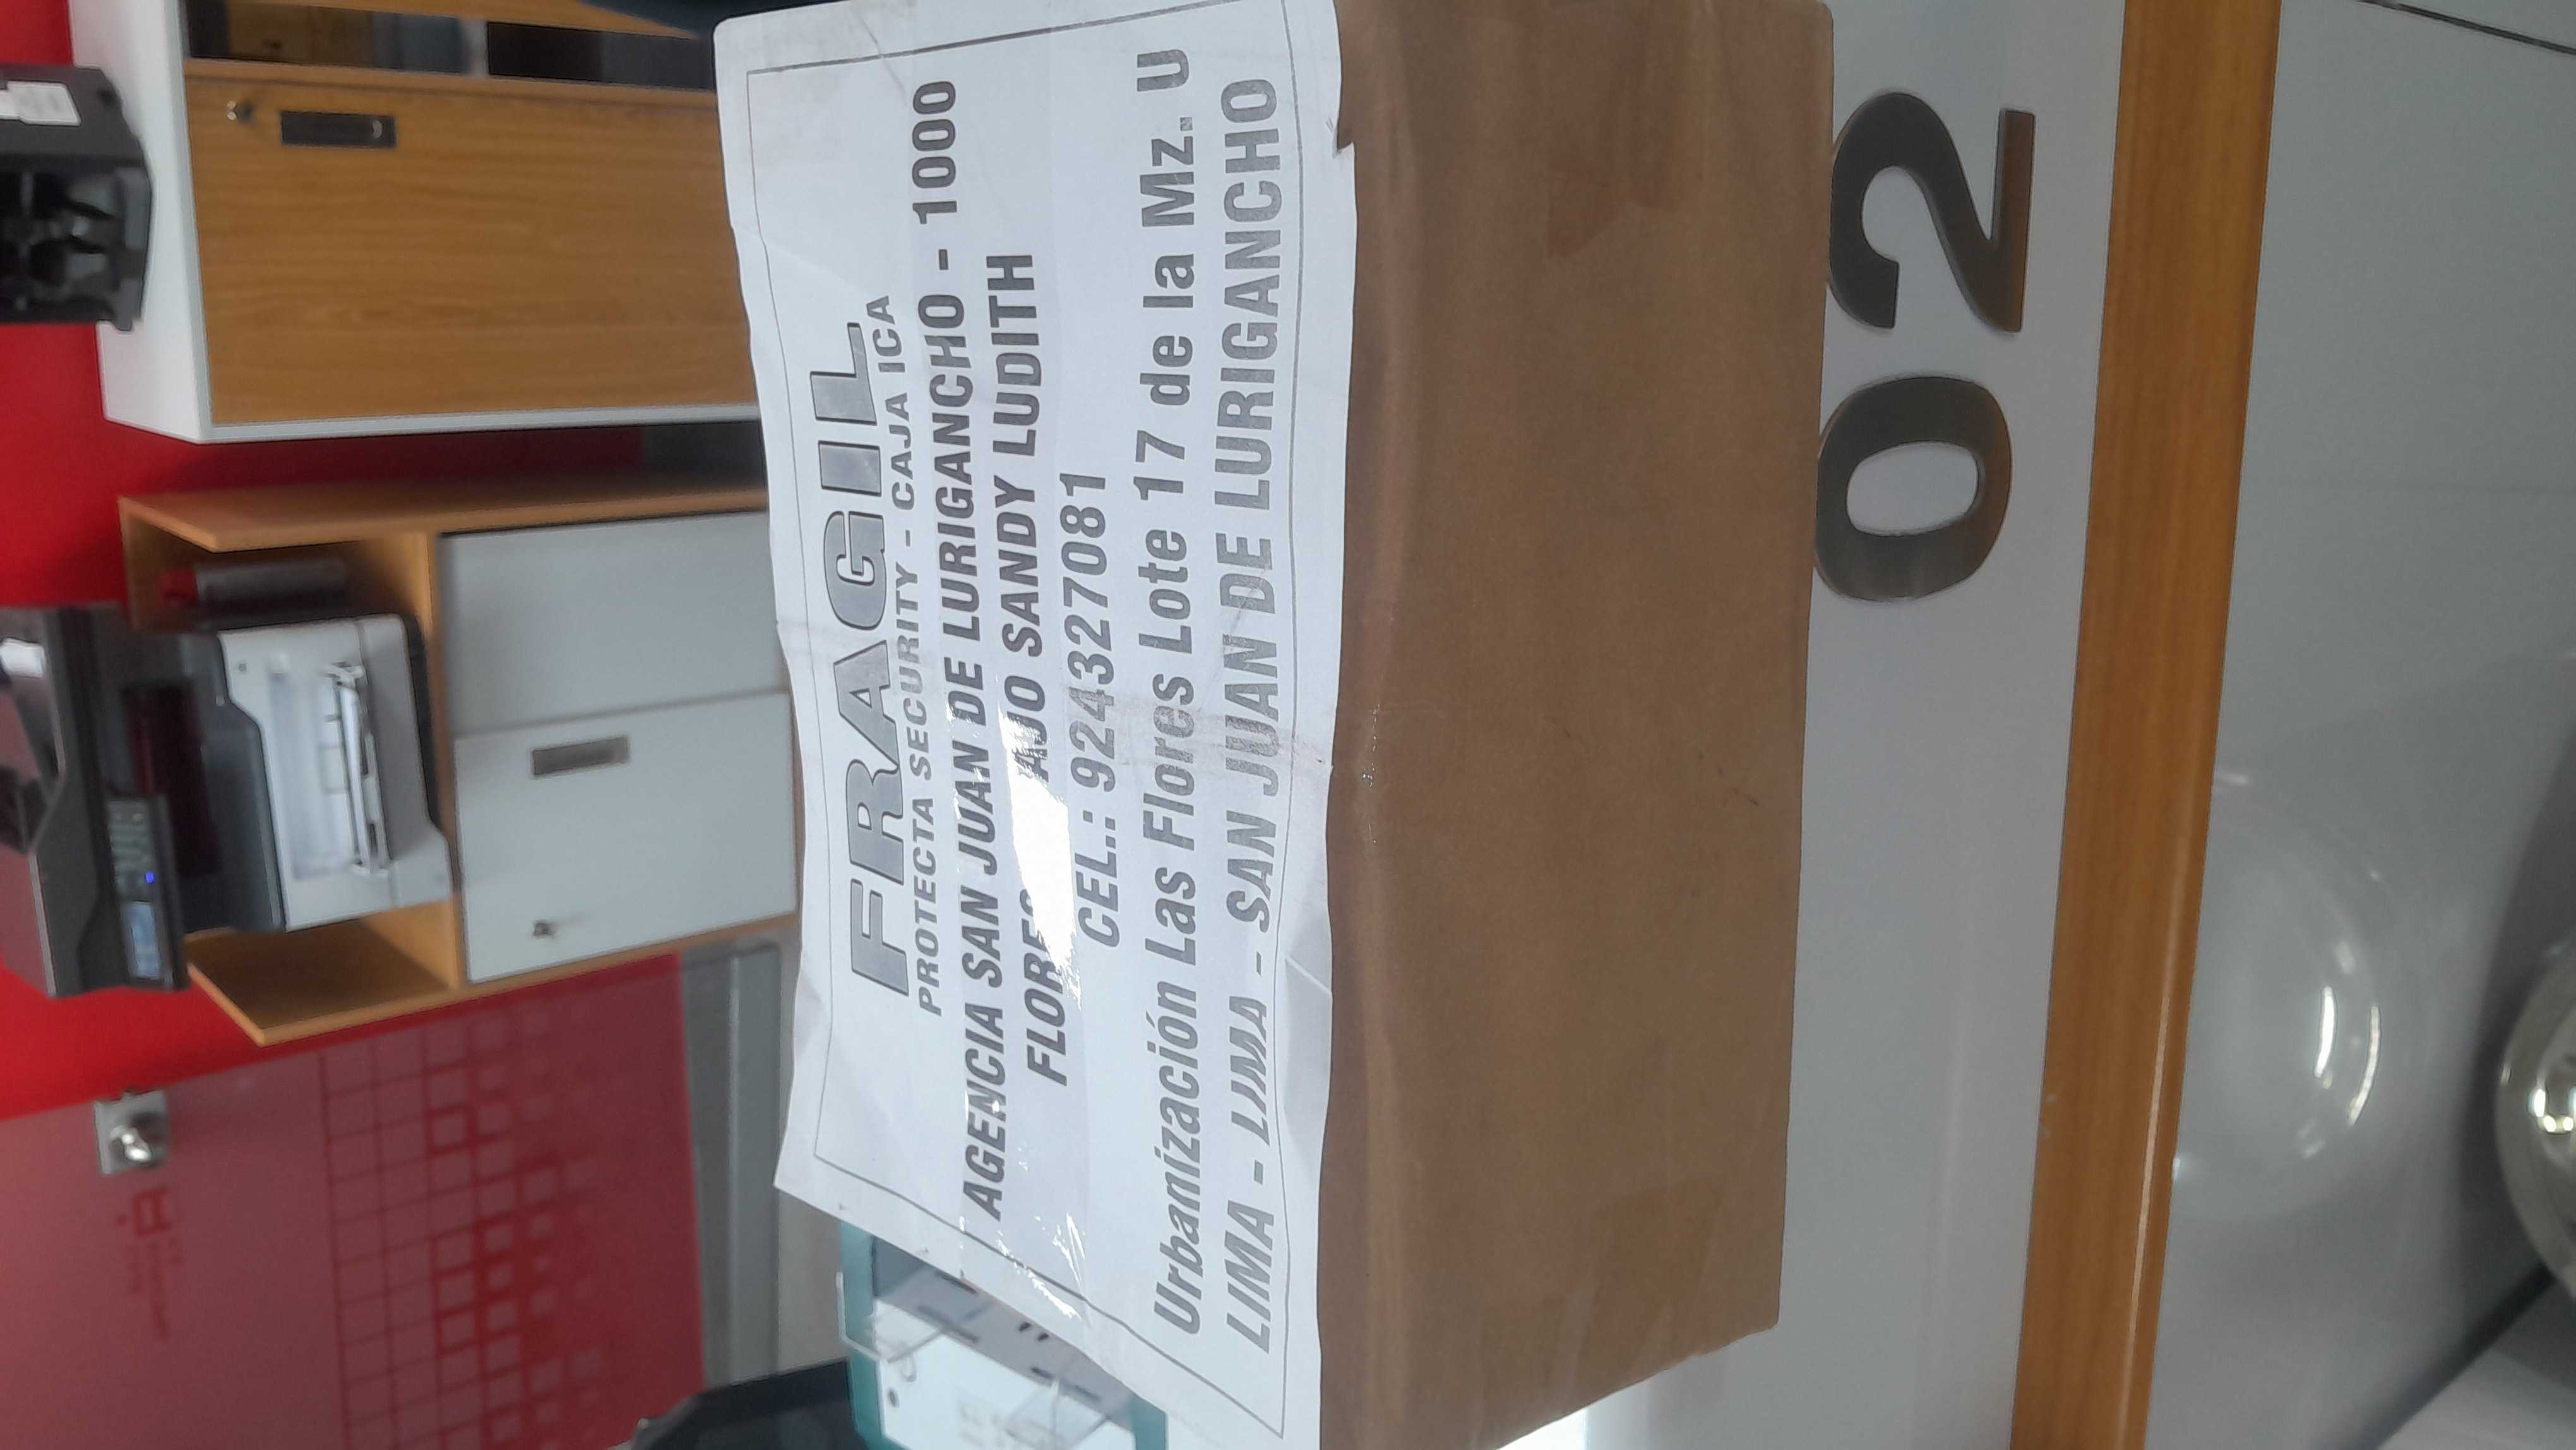 FRAGIL
PROTECTA SECURITY - CAJA ICA
AGENCIA SAN JUAN DE LURIGANCHO - 1000
FLORES AJO SANDY LUDITH
CEL.: 924327081
Urbanización Las Flores Lote 17 de la Mz. U
LIMA - LIMA - SAN JUAN DE LURIGANCHO
02